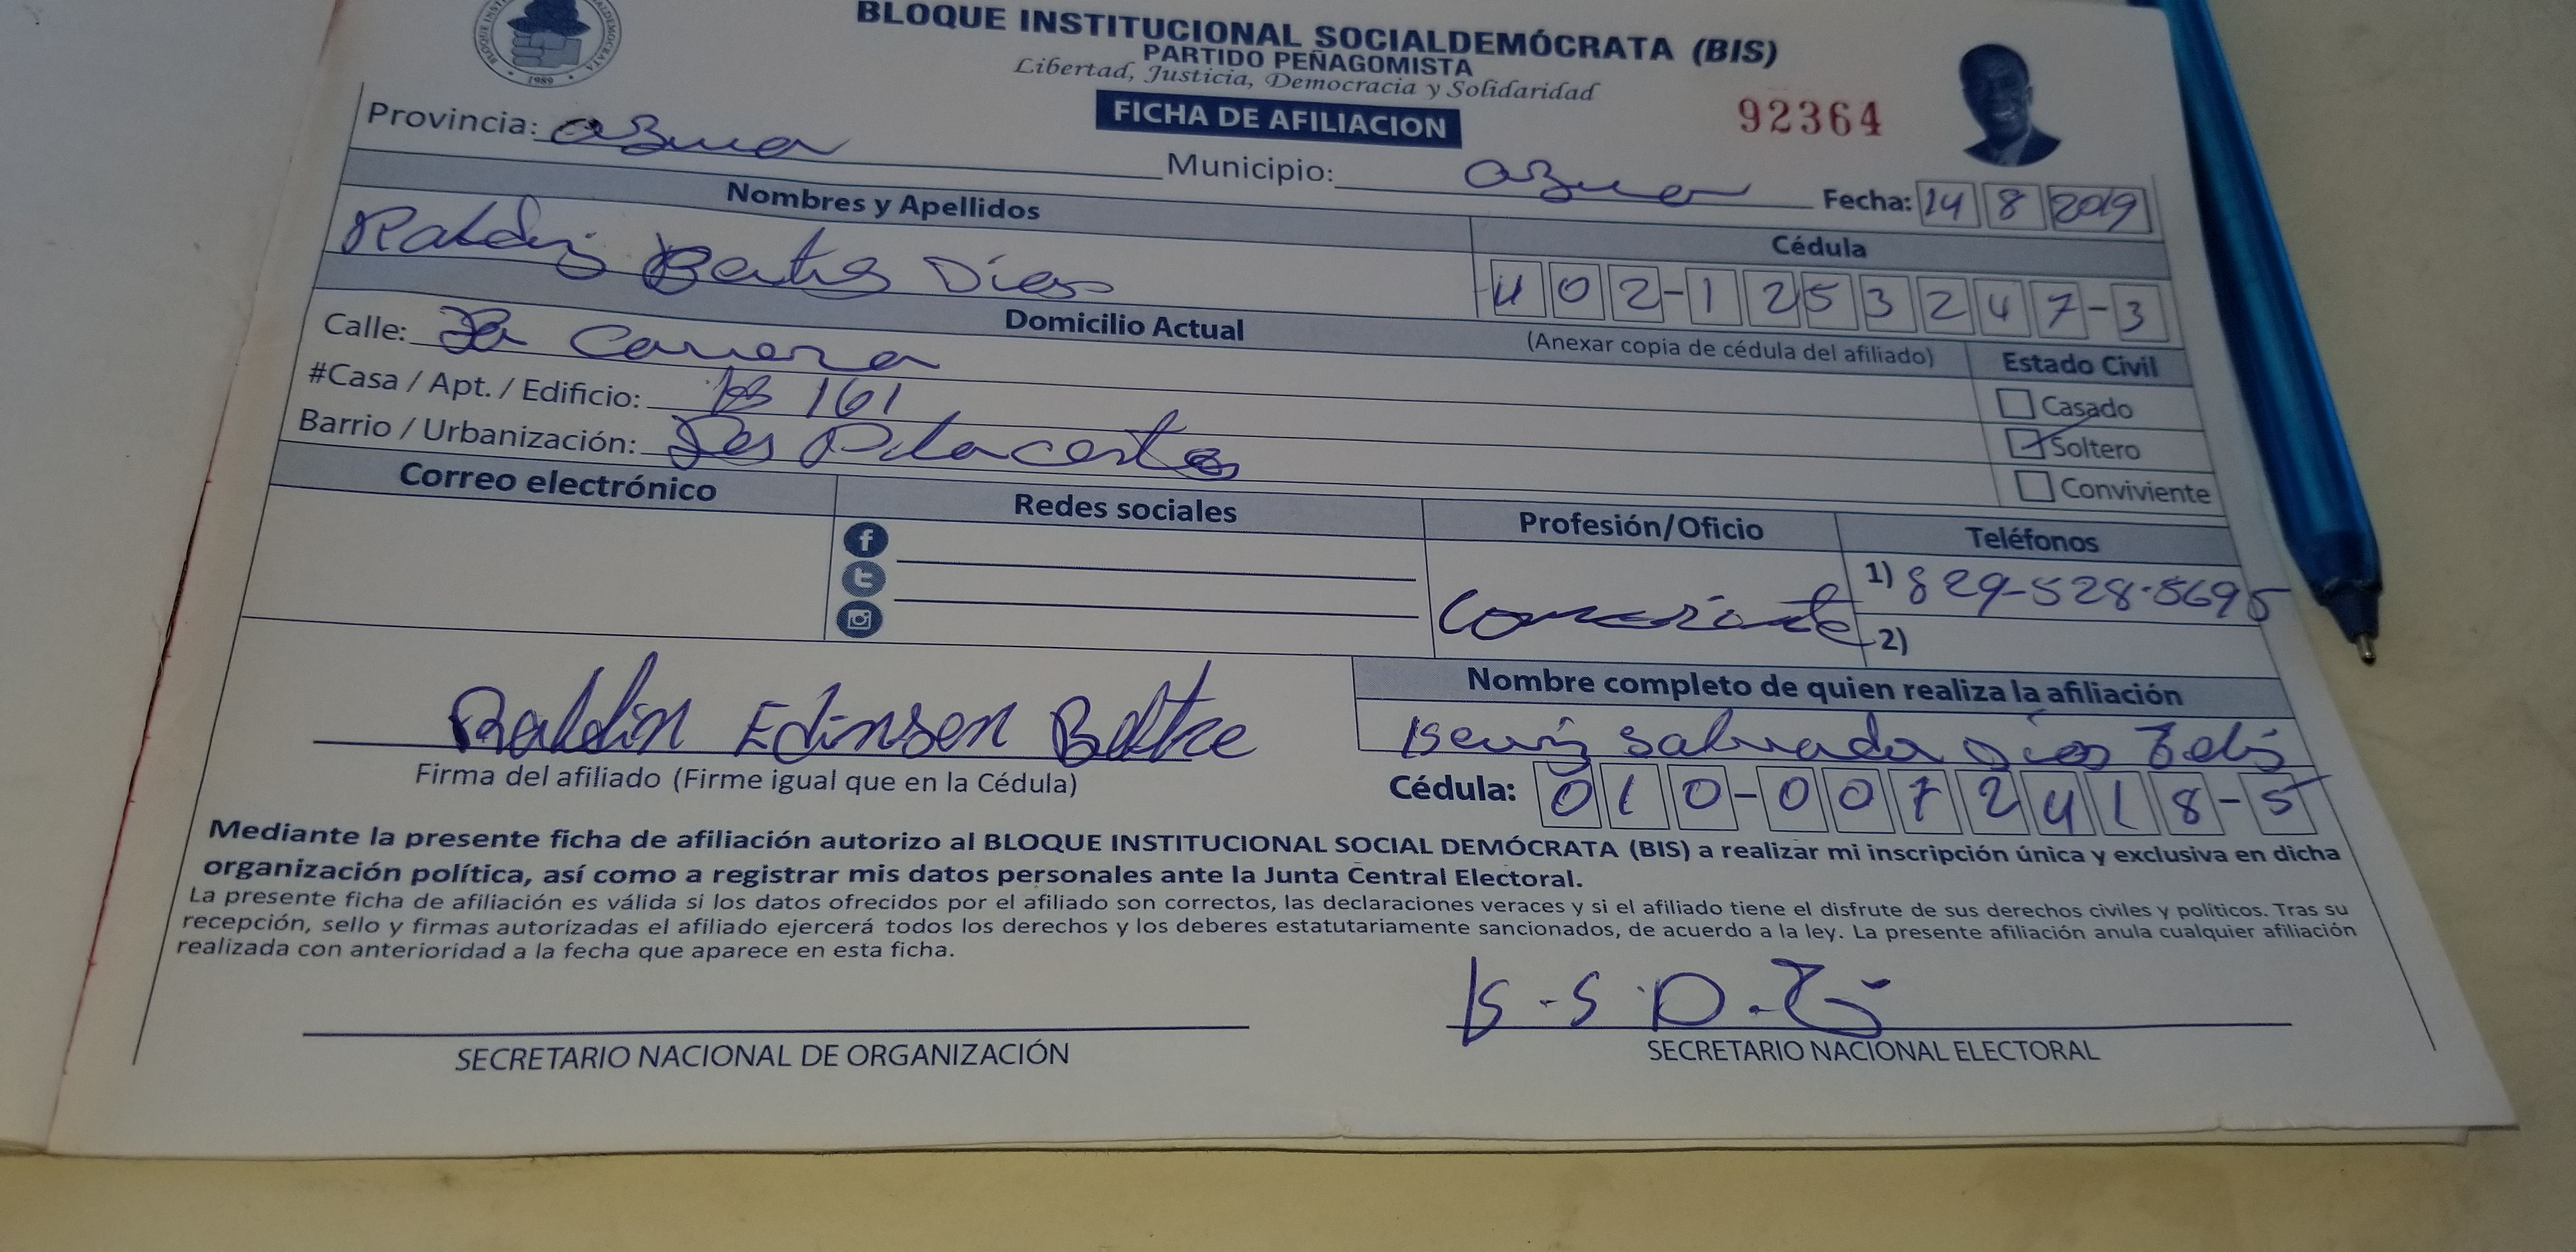 1989
BLOQUE INSTITUCIONAL SOCIALDEMÓCRATA (BIS)
PARTIDO PEÑAGOMISTA
Libertad, Justicia, Democracia y Solidaridad
FICHA DE AFILIACION
92364
Provincia: azua
Municipio: azua
Fecha: 14 8 2019
Nombres y Apellidos
Cédula
402-1253247-3
Domicilio Actual
(Anexar copia de cédula del afiliado)
Estado Civil
Calle:
#Casa / Apt. / Edificio: 161
Barrio / Urbanización:
Casado
Soltero
Conviviente
Correo electrónico
Redes sociales
Profesión/Oficio
Teléfonos
Comerciante
1) 829-528-5695
2)
Raldin Edinson Beltre
Firma del afiliado (Firme igual que en la Cédula)
Nombre completo de quien realiza la afiliación
Cédula: 010-0072418-5
Mediante la presente ficha de afiliación autorizo al BLOQUE INSTITUCIONAL SOCIAL DEMÓCRATA (BIS) a realizar mi inscripción única y exclusiva en dicha
organización política, así como a registrar mis datos personales ante la Junta Central Electoral.
La presente ficha de afiliación es válida si los datos ofrecidos por el afiliado son correctos, las declaraciones veraces y si el afiliado tiene el disfrute de sus derechos civiles y políticos. Tras su
recepción, sello y firmas autorizadas el afiliado ejercerá todos los derechos y los deberes estatutariamente sancionados, de acuerdo a la ley. La presente afiliación anula cualquier afiliación
realizada con anterioridad a la fecha que aparece en esta ficha.
SECRETARIO NACIONAL DE ORGANIZACIÓN
SECRETARIO NACIONAL ELECTORAL